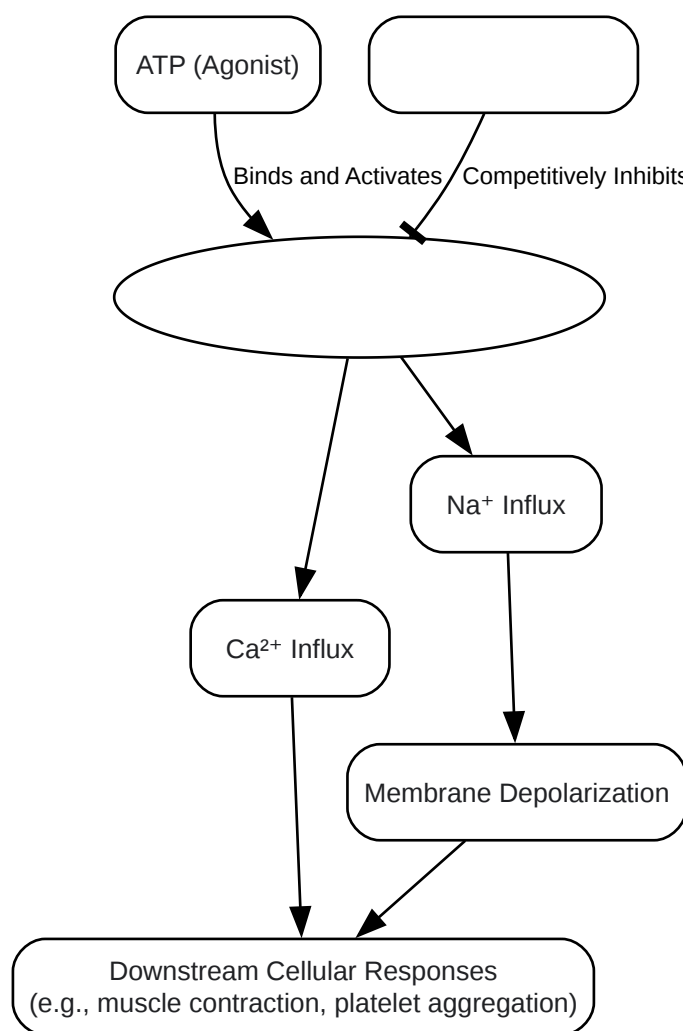 ATP (Agonist)
Binds and Activates
Competitively Inhibits
Na⁺ Influx
Ca²⁺ Influx
Membrane Depolarization
Downstream Cellular Responses
(e.g., muscle contraction, platelet aggregation)